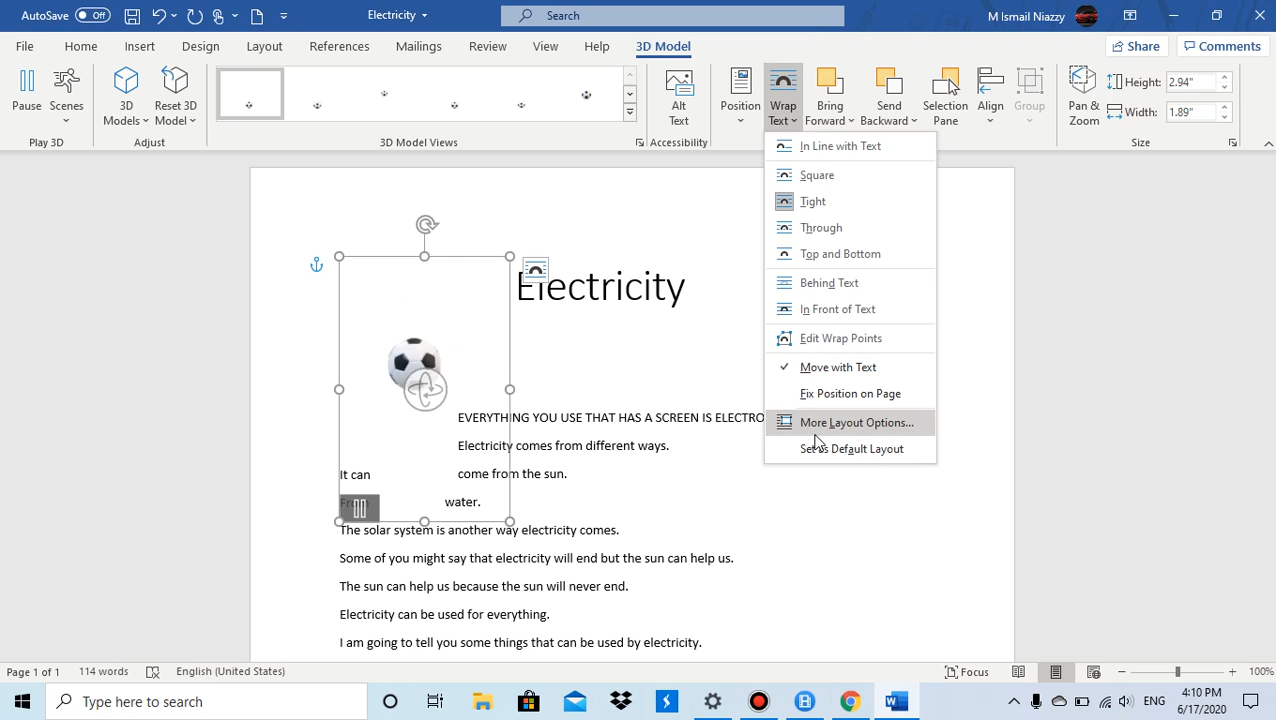 AutoSave Off
Electricity
Search
M Ismail Niazzy
File Home Insert Draw Design Layout References Mailings Review View Help 3D Model Share Comments
Pause Scenes 3D Models Reset 3D Model Alt Text Position Wrap Text Bring Forward Send Backward Selection Pane Align Group Pan & Zoom
Height: 2.94"
Width: 1.89"
Play 3D Adjust 3D Model Views Accessibility Size
In Line with Text
Square
Tight
Through
Top and Bottom
Behind Text
In Front of Text
Edit Wrap Points
Move with Text
Fix Position on Page
More Layout Options...
Set as Default Layout
Electricity
EVERYTHING YOU USE THAT HAS A SCREEN IS ELECTRO
Electricity comes from different ways.
It can come from the sun.
From water.
The solar system is another way electricity comes.
Some of you might say that electricity will end but the sun can help us.
The sun can help us because the sun will never end.
Electricity can be used for everything.
I am going to tell you some things that can be used by electricity.
Page 1 of 1 114 words English (United States) Focus 100%
Type here to search
ENG
4:10 PM
6/17/2020